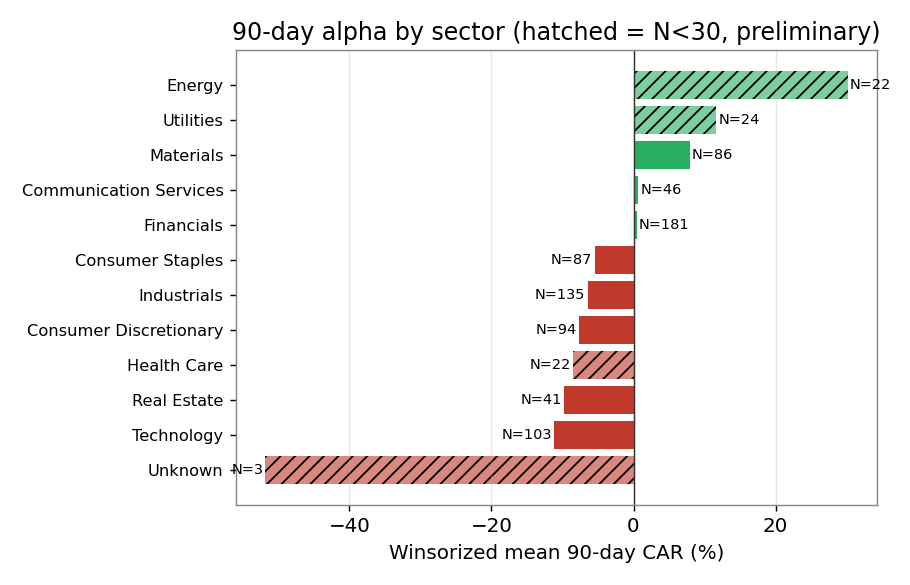 90-day alpha by sector (hatched = N<30, preliminary)
Energy N=22
Utilities N=24
Materials N=86
Communication Services N=46
Financials N=181
Consumer Staples N=87
Industrials N=135
Consumer Discretionary N=94
Health Care N=22
Real Estate N=41
Technology N=103
Unknown N=3
−40 −20 0 20
Winsorized mean 90-day CAR (%)